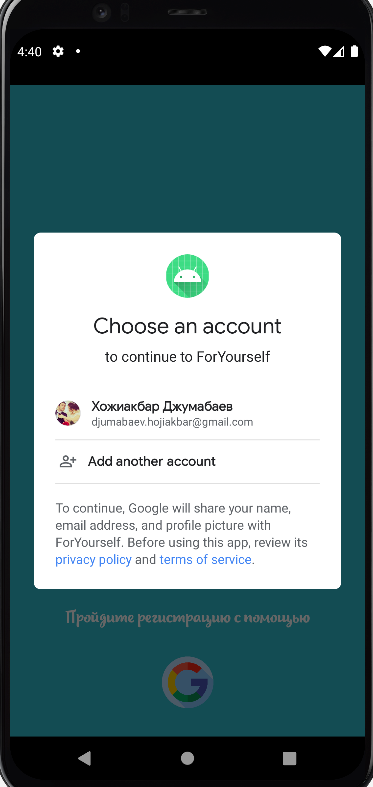 4:40
Choose an account
to continue to ForYourself
Хожиакбар Джумабаев
djumabaev.hojiakbar@gmail.com
Add another account
To continue, Google will share your name,
email address, and profile picture with
ForYourself. Before using this app, review its
privacy policy and terms of service.
Пройдите регистрацию с помощью